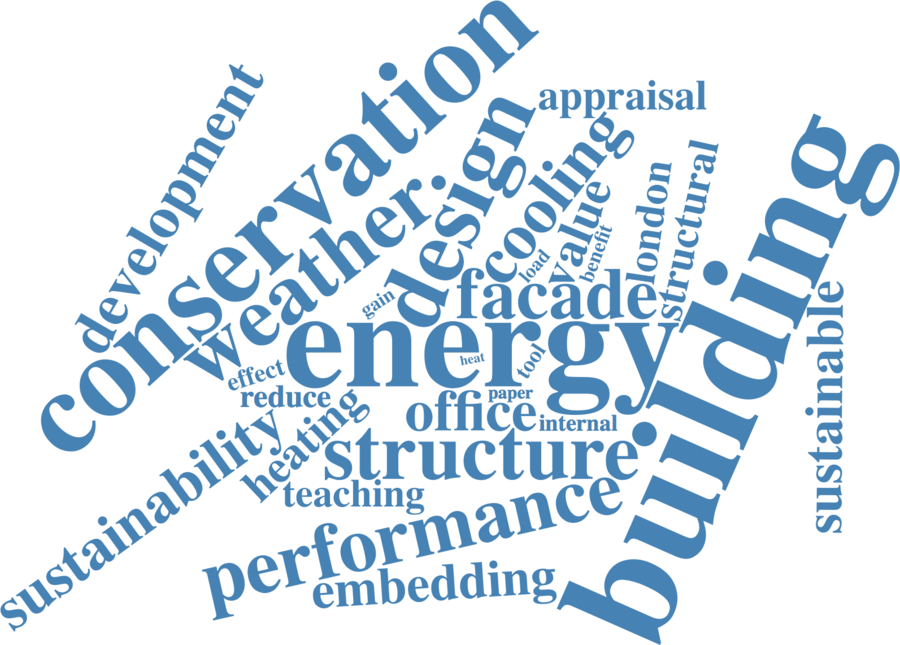 conservation
development
appraisal
design
weather.
cooling
value
london
structural
building
load
benefit
gain
facade
energy
heat
tool
sustainable
effect
reduce
paper
office
internal
heating
structure
sustainability
teaching
performance
embedding